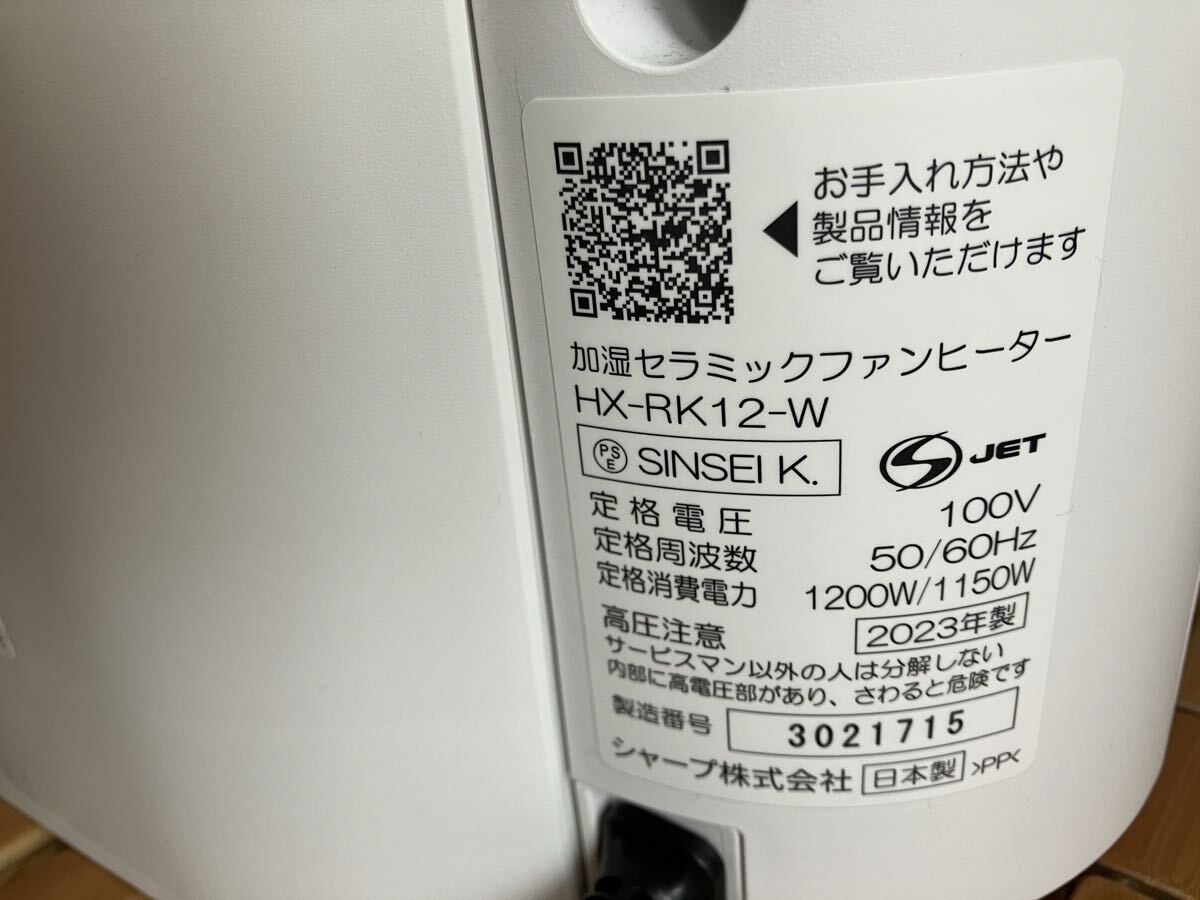 お手入れ方法や
製品情報を
ご覧いただけます
加湿セラミックファンヒーター
HX-RK12-W
PSE SINSEI K.
S JET
定格電圧 100V
定格周波数 50/60Hz
定格消費電力 1200W/1150W
高圧注意 2023年製
サービスマン以外の人は分解しない
内部に高電圧部があり、さわると危険です
製造番号 3021715
シャープ株式会社 日本製 >PP<